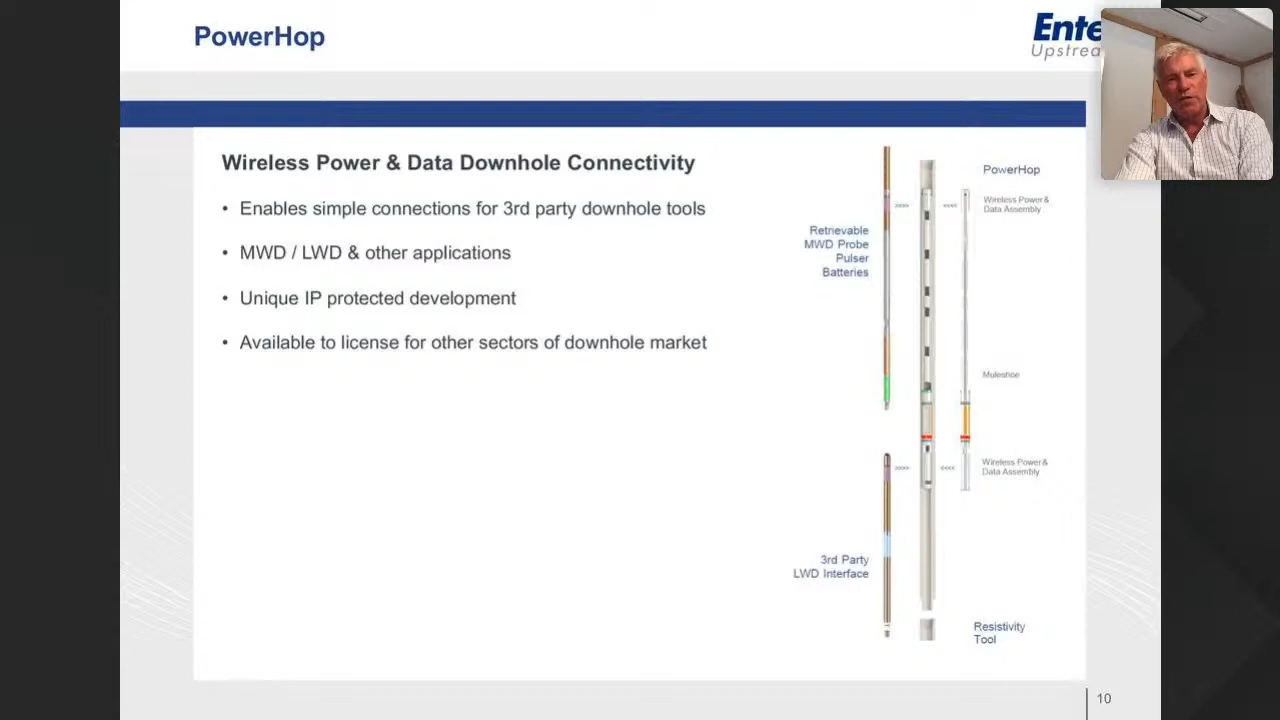 PowerHop
Ente
Upstrea
Wireless Power & Data Downhole Connectivity
• Enables simple connections for 3rd party downhole tools
• MWD / LWD & other applications
• Unique IP protected development
• Available to license for other sectors of downhole market
PowerHop
Wireless Power &
Data Assembly
>>>>
<<<<
Retrievable
MWD Probe
Pulser
Batteries
Muleshoe
Wireless Power &
Data Assembly
>>>>
<<<<
3rd Party
LWD Interface
Resistivity
Tool
10